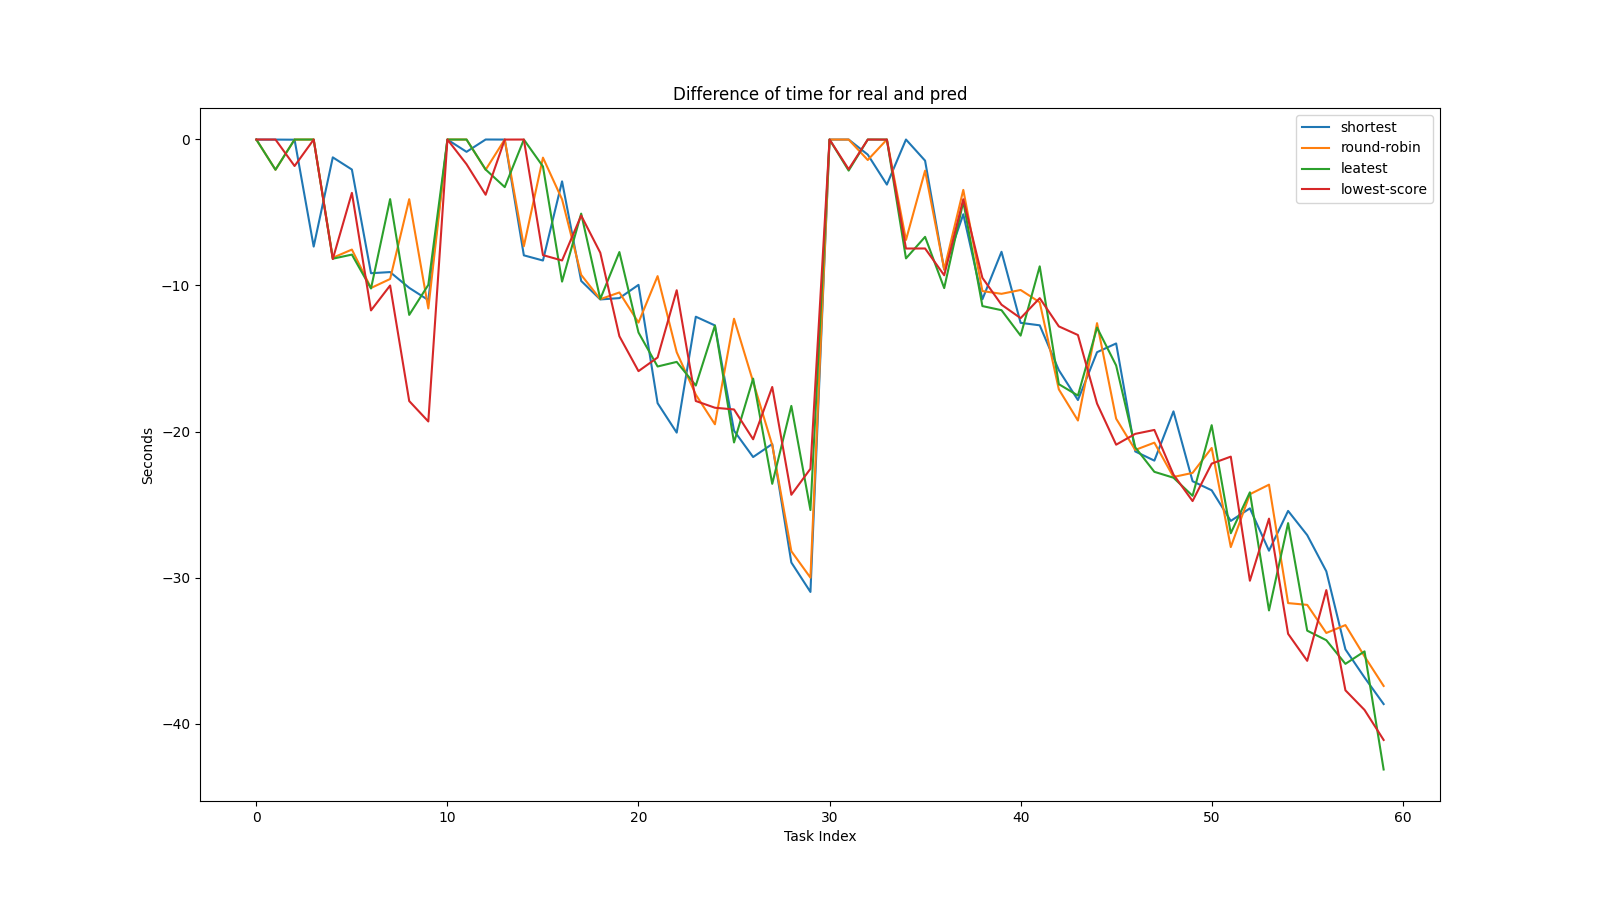 Difference of time for real and pred
shortest
round-robin
leatest
lowest-score
0
−10
−20
−30
−40
Seconds
0 10 20 30 40 50 60
Task Index